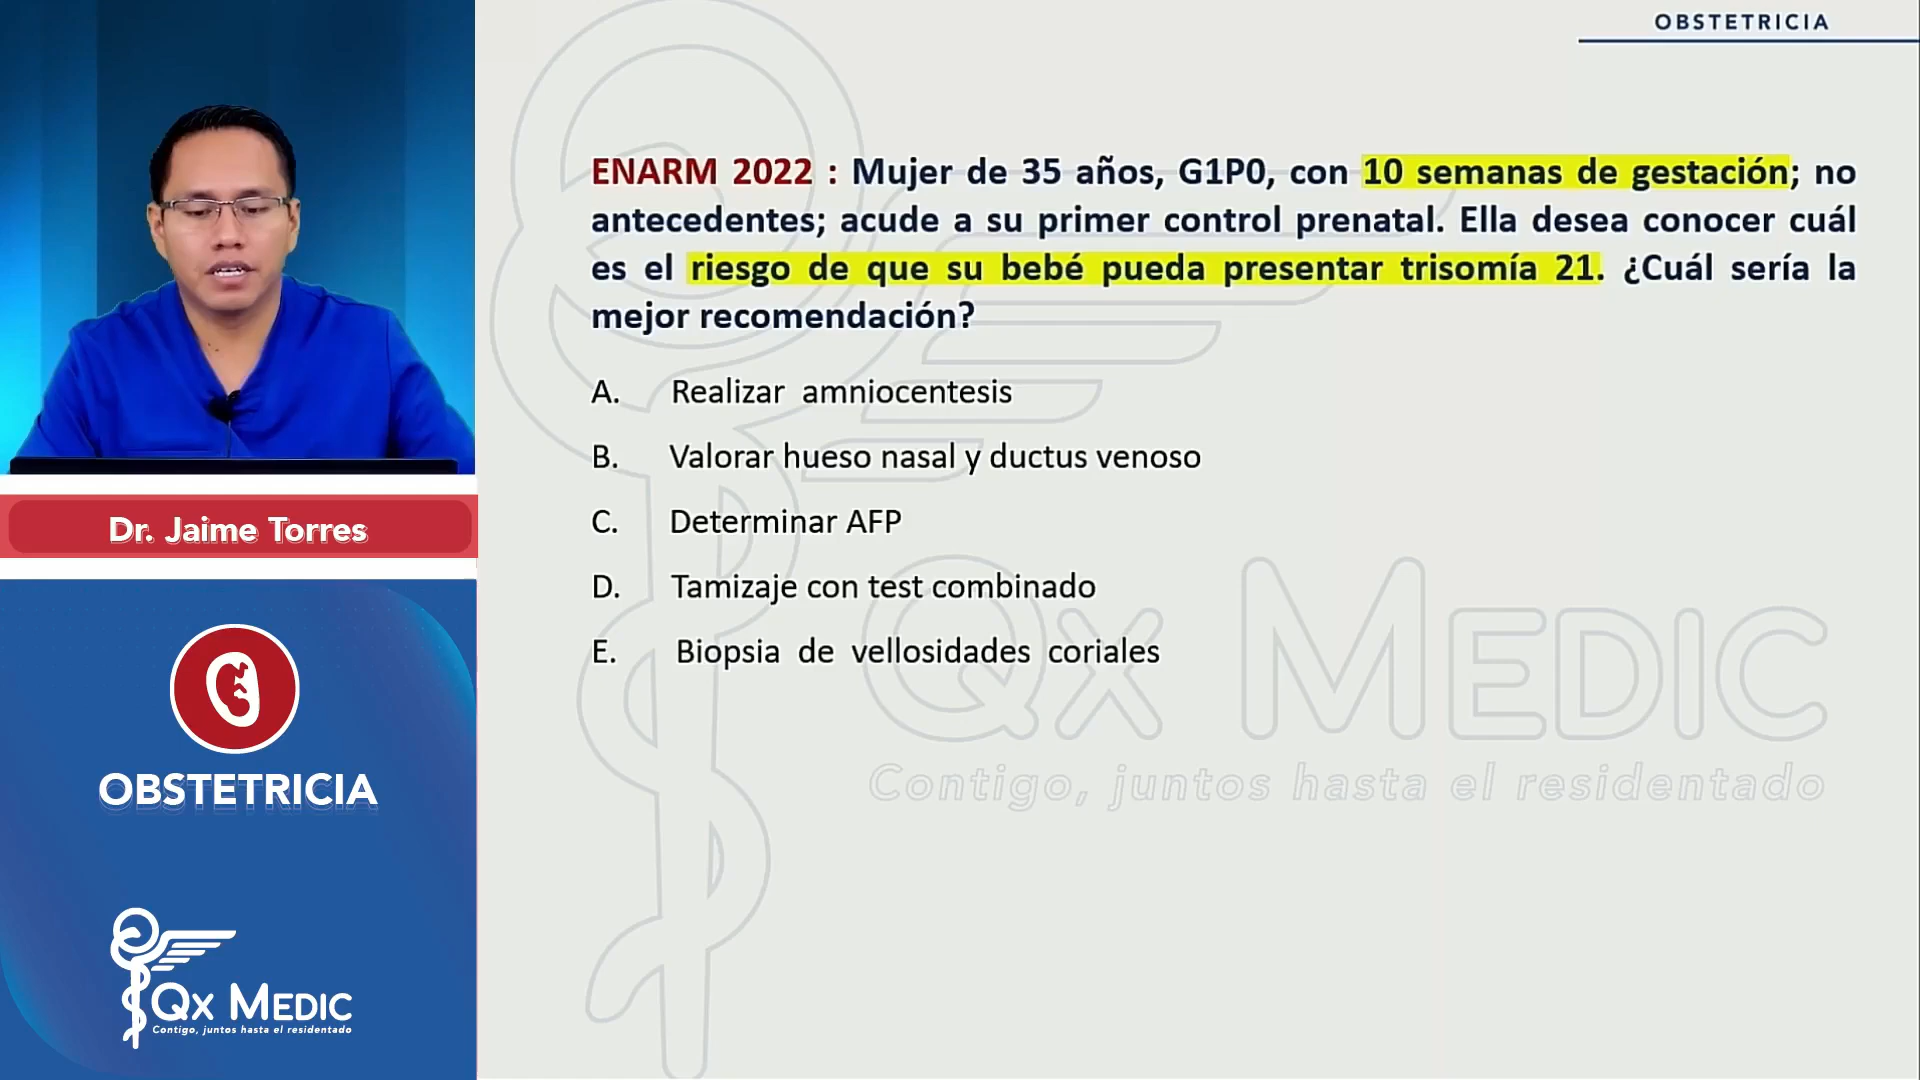 OBSTETRICIA
ENARM 2022 : Mujer de 35 años, G1P0, con 10 semanas de gestación; no
antecedentes; acude a su primer control prenatal. Ella desea conocer cuál
es el riesgo de que su bebé pueda presentar trisomía 21. ¿Cuál sería la
mejor recomendación?
A. Realizar amniocentesis
B. Valorar hueso nasal y ductus venoso
C. Determinar AFP
D. Tamizaje con test combinado
E. Biopsia de vellosidades coriales
QX MEDIC
Contigo, juntos hasta el residentado
Dr. Jaime Torres
OBSTETRICIA
QX MEDIC
Contigo, juntos hasta el residentado